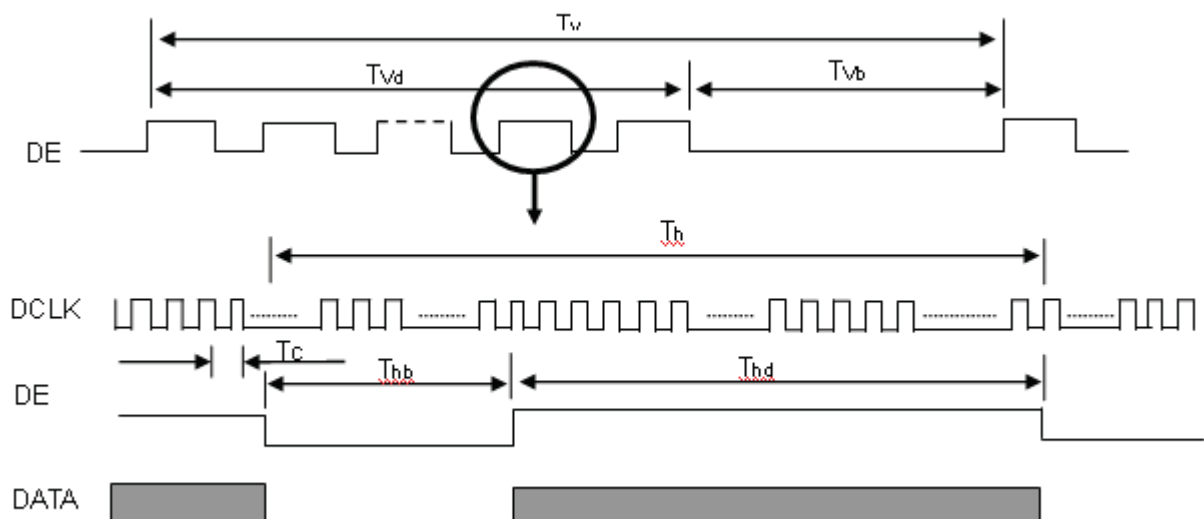 Tv
TVd
TVb
DE
Th
DCLK
TC
Thb
Thd
DE
DATA